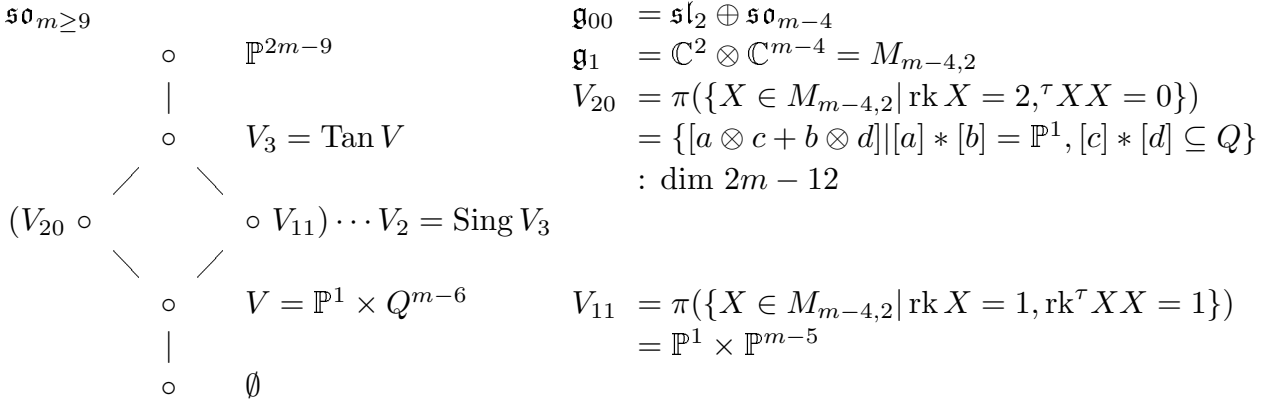 𝔰𝔬_{m≥9} 𝔤_{00} = 𝔰𝔩_2 ⊕ 𝔰𝔬_{m−4}
∘ ℙ^{2m−9} 𝔤_1 = ℂ^2 ⊗ ℂ^{m−4} = M_{m−4,2}
V_{20} = π({X ∈ M_{m−4,2}| rk X = 2,^τ XX = 0})
∘ V_3 = Tan V = {[a ⊗ c + b ⊗ d]|[a] ∗ [b] = ℙ^1, [c] ∗ [d] ⊆ Q}
: dim 2m − 12
(V_{20} ∘ ∘ V_{11}) ⋯ V_2 = Sing V_3
∘ V = ℙ^1 × Q^{m−6} V_{11} = π({X ∈ M_{m−4,2}| rk X = 1, rk^τ XX = 1})
= ℙ^1 × ℙ^{m−5}
∘ ∅